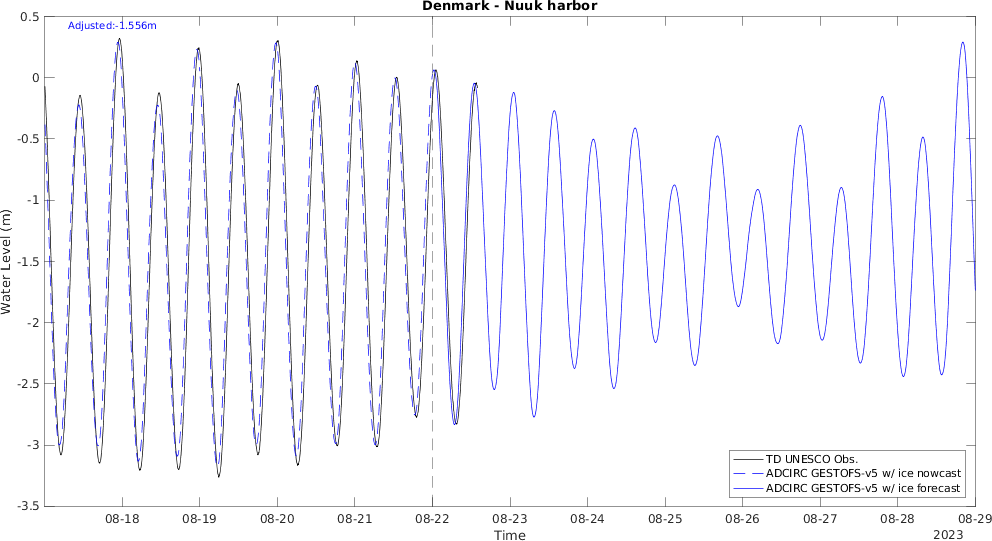 Denmark - Nuuk harbor
Adjusted:-1.556m
0.5
0
-0.5
-1
-1.5
-2
-2.5
-3
-3.5
Water Level (m)
TD UNESCO Obs.
ADCIRC GESTOFS-v5 w/ ice nowcast
ADCIRC GESTOFS-v5 w/ ice forecast
08-18 08-19 08-20 08-21 08-22 08-23 08-24 08-25 08-26 08-27 08-28 08-29
Time
2023